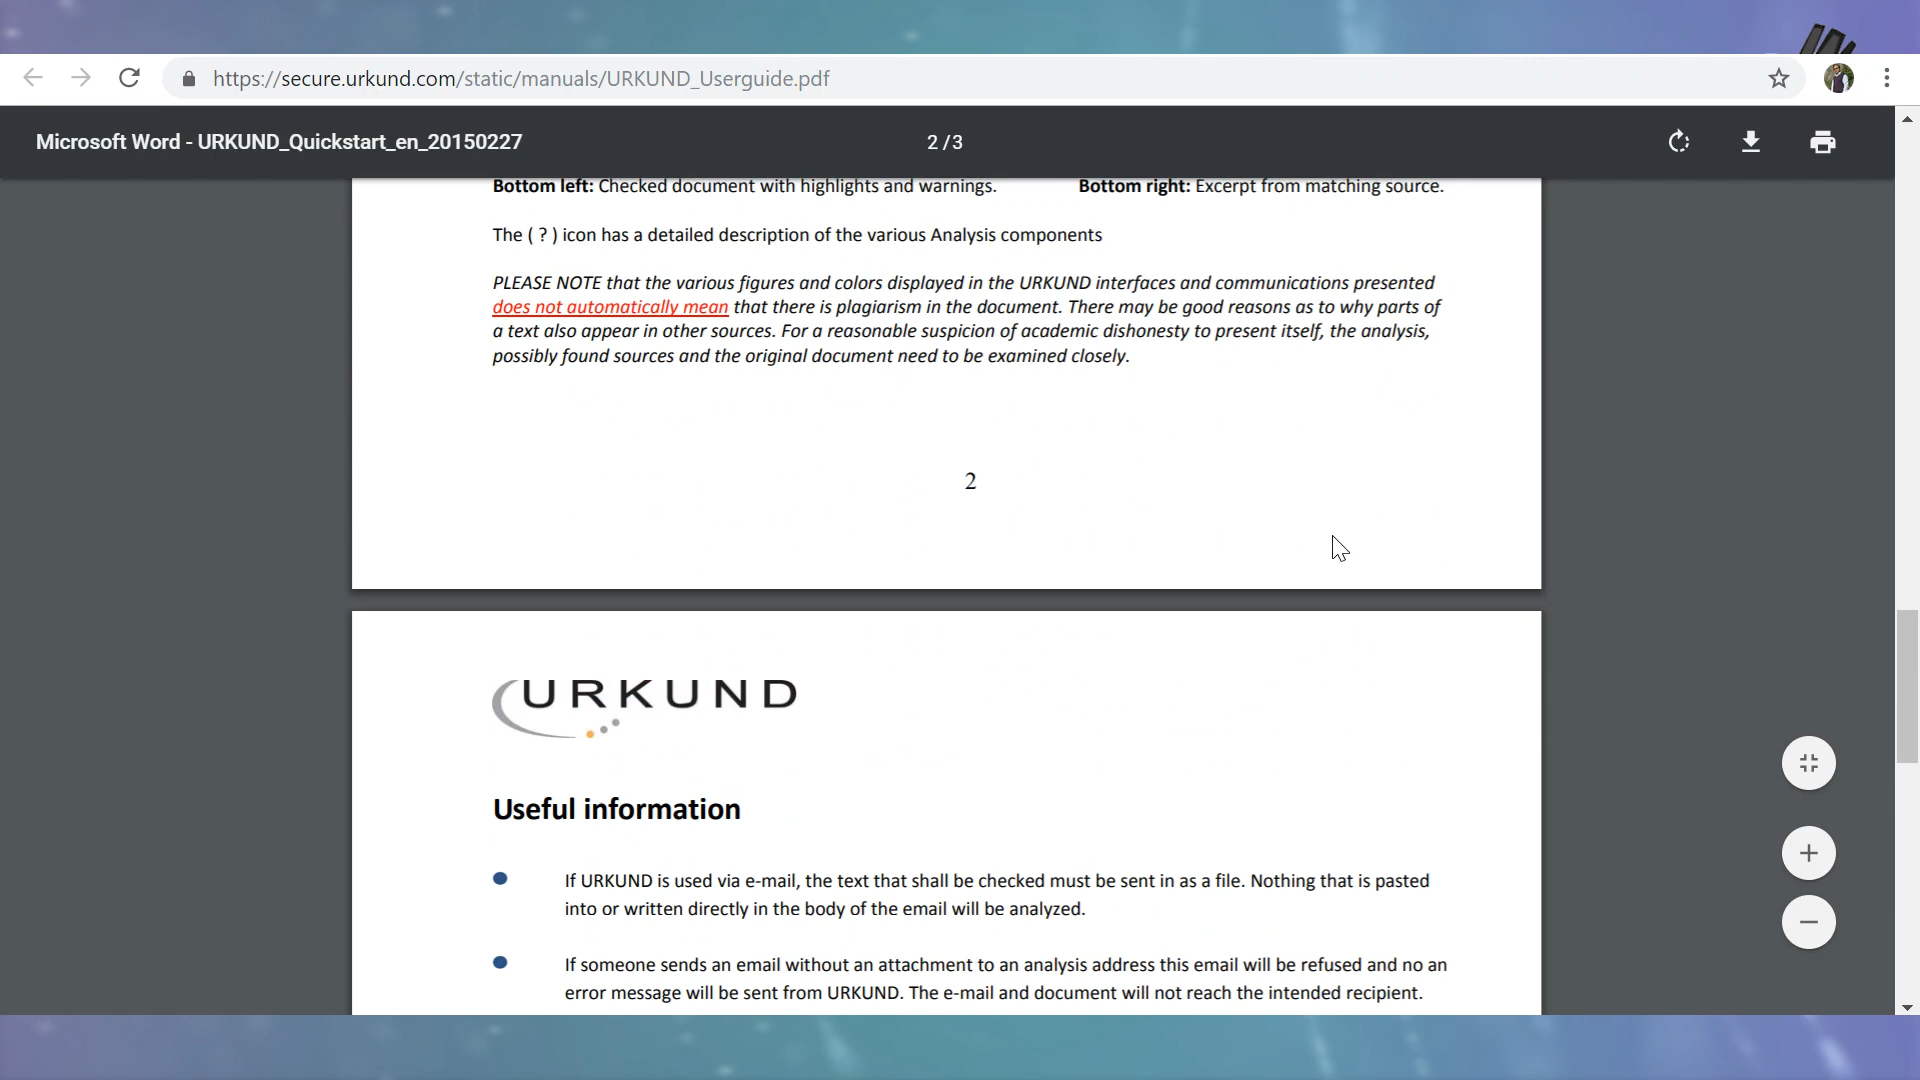 https://secure.urkund.com/static/manuals/URKUND_Userguide.pdf
Microsoft Word - URKUND_Quickstart_en_20150227
2 / 3
Bottom left: Checked document with highlights and warnings.
Bottom right: Excerpt from matching source.
The ( ? ) icon has a detailed description of the various Analysis components
PLEASE NOTE that the various figures and colors displayed in the URKUND interfaces and communications presented
does not automatically mean that there is plagiarism in the document. There may be good reasons as to why parts of
a text also appear in other sources. For a reasonable suspicion of academic dishonesty to present itself, the analysis,
possibly found sources and the original document need to be examined closely.
2
URKUND
Useful information
If URKUND is used via e-mail, the text that shall be checked must be sent in as a file. Nothing that is pasted
into or written directly in the body of the email will be analyzed.
If someone sends an email without an attachment to an analysis address this email will be refused and no an
error message will be sent from URKUND. The e-mail and document will not reach the intended recipient.